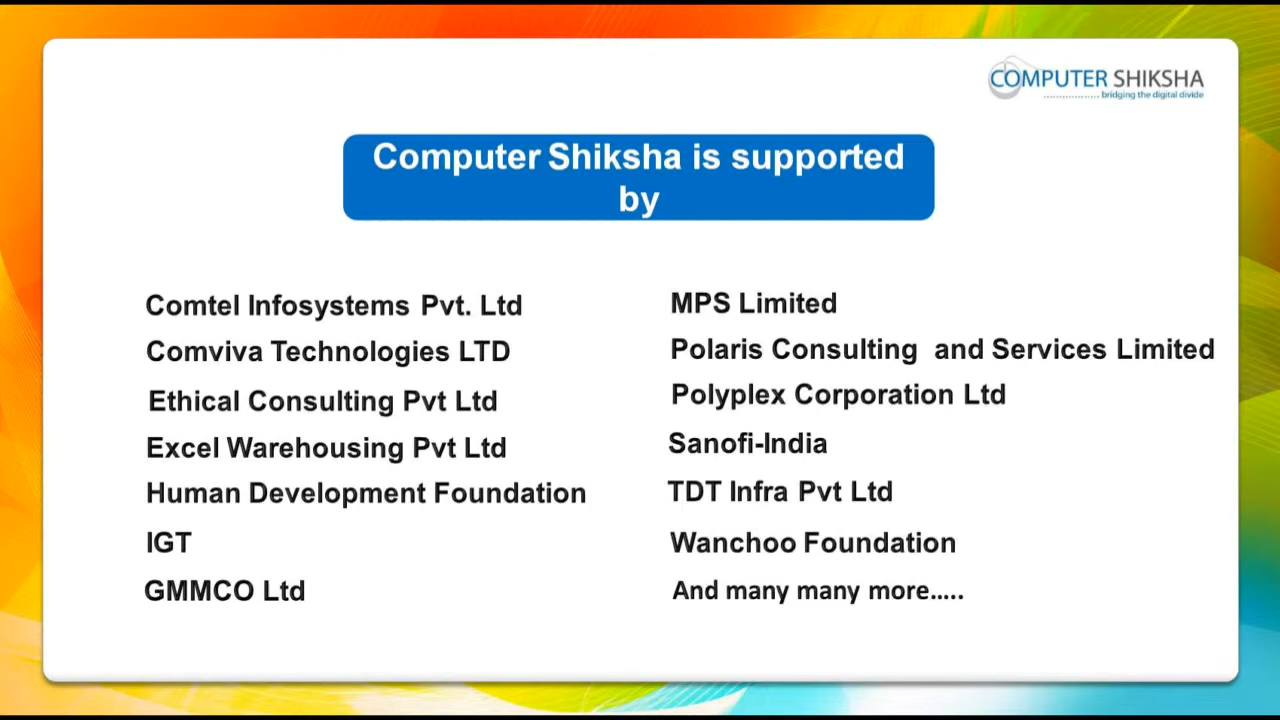 COMPUTER SHIKSHA
bridging the digital divide
Computer Shiksha is supported
by
Comtel Infosystems Pvt. Ltd
Comviva Technologies LTD
Ethical Consulting Pvt Ltd
Excel Warehousing Pvt Ltd
Human Development Foundation
IGT
GMMCO Ltd
MPS Limited
Polaris Consulting and Services Limited
Polyplex Corporation Ltd
Sanofi-India
TDT Infra Pvt Ltd
Wanchoo Foundation
And many many more.....